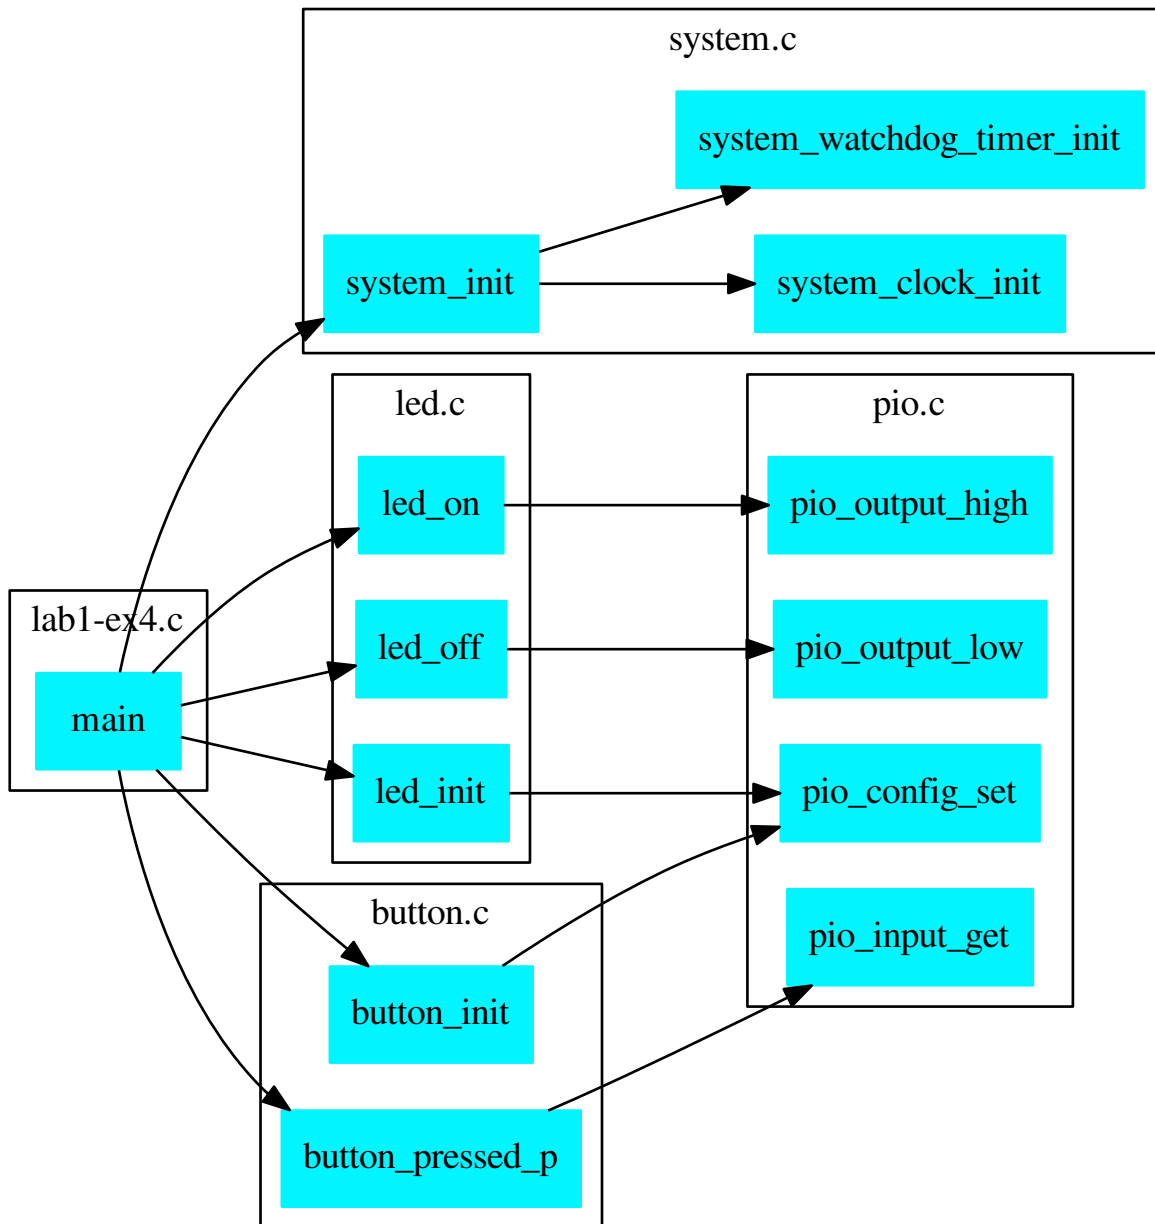 system.c
system_watchdog_timer_init
system_init
system_clock_init
led.c
pio.c
led_on
pio_output_high
lab1-ex4.c
led_off
pio_output_low
main
led_init
pio_config_set
button.c
pio_input_get
button_init
button_pressed_p